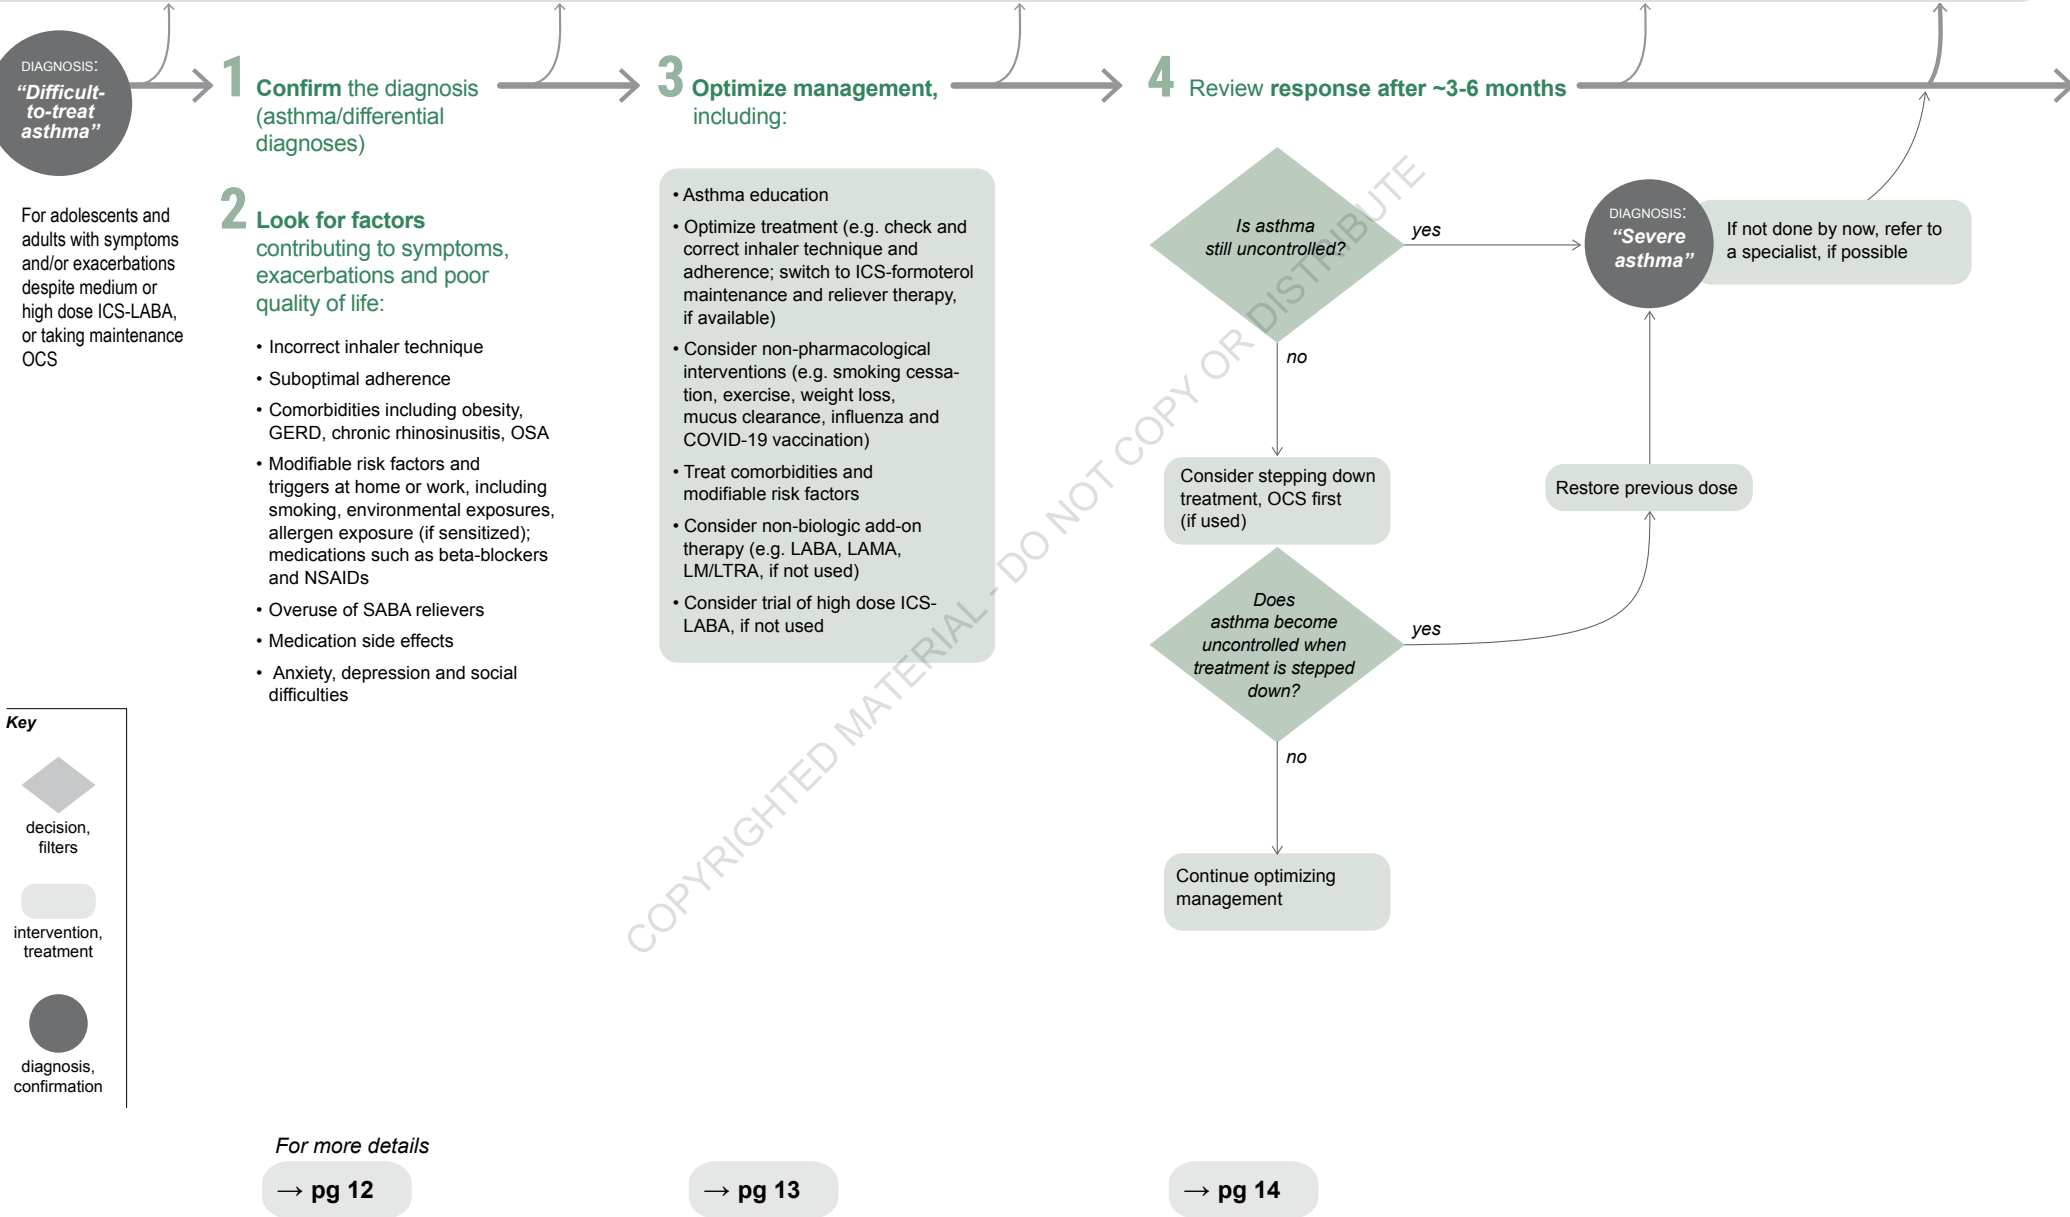 DIAGNOSIS:
“Difficult-
to-treat
asthma”
For adolescents and
adults with symptoms
and/or exacerbations
despite medium or
high dose ICS-LABA,
or taking maintenance
OCS
1 Confirm the diagnosis
(asthma/differential
diagnoses)
2 Look for factors
contributing to symptoms,
exacerbations and poor
quality of life:
• Incorrect inhaler technique
• Suboptimal adherence
• Comorbidities including obesity,
GERD, chronic rhinosinusitis, OSA
• Modifiable risk factors and
triggers at home or work, including
smoking, environmental exposures,
allergen exposure (if sensitized);
medications such as beta-blockers
and NSAIDs
• Overuse of SABA relievers
• Medication side effects
• Anxiety, depression and social
difficulties
3 Optimize management,
including:
• Asthma education
• Optimize treatment (e.g. check and
correct inhaler technique and
adherence; switch to ICS-formoterol
maintenance and reliever therapy,
if available)
• Consider non-pharmacological
interventions (e.g. smoking cessa-
tion, exercise, weight loss,
mucus clearance, influenza and
COVID-19 vaccination)
• Treat comorbidities and
modifiable risk factors
• Consider non-biologic add-on
therapy (e.g. LABA, LAMA,
LM/LTRA, if not used)
• Consider trial of high dose ICS-
LABA, if not used
4 Review response after ~3-6 months
Is asthma
still uncontrolled?
yes
no
DIAGNOSIS:
“Severe
asthma”
If not done by now, refer to
a specialist, if possible
Consider stepping down
treatment, OCS first
(if used)
Restore previous dose
Does
asthma become
uncontrolled when
treatment is stepped
down?
yes
no
Continue optimizing
management
Key
decision,
filters
intervention,
treatment
diagnosis,
confirmation
For more details
→ pg 12
→ pg 13
→ pg 14
COPYRIGHTED MATERIAL - DO NOT COPY OR DISTRIBUTE